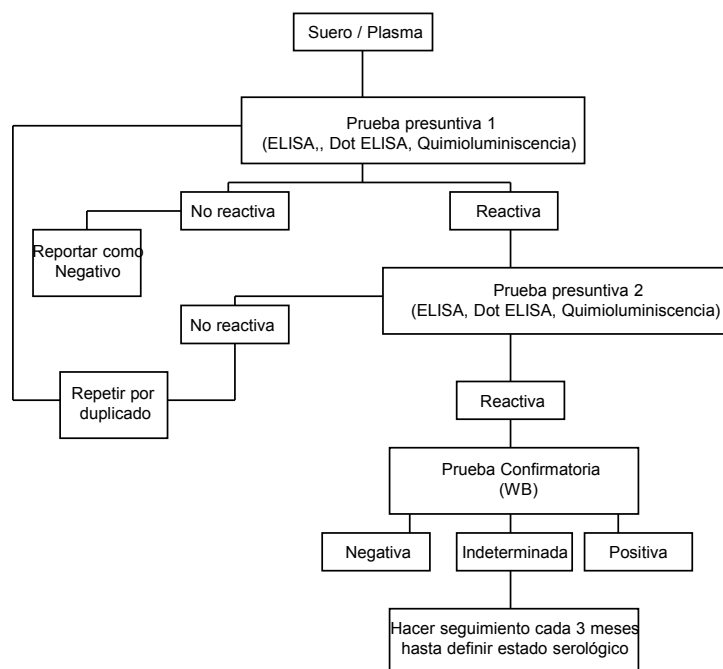 Suero / Plasma
Prueba presuntiva 1
(ELISA,, Dot ELISA, Quimioluminiscencia)
No reactiva
Reactiva
Reportar como
Negativo
Prueba presuntiva 2
(ELISA, Dot ELISA, Quimioluminiscencia)
No reactiva
Repetir por
duplicado
Reactiva
Prueba Confirmatoria
(WB)
Negativa
Indeterminada
Positiva
Hacer seguimiento cada 3 meses
hasta definir estado serológico